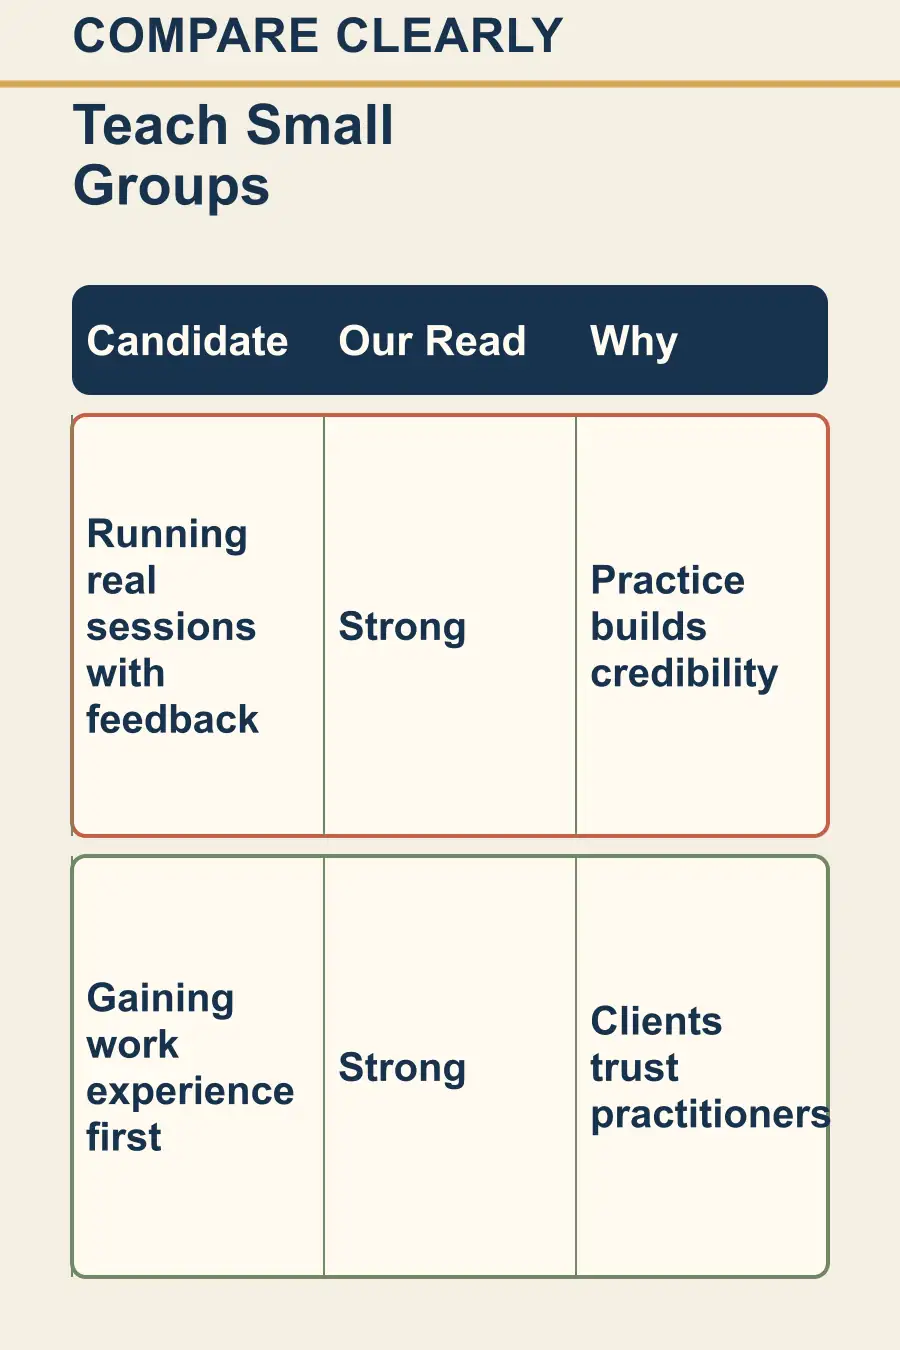 COMPARE CLEARLY
Teach Small
Groups
Candidate Our Read Why
Running
real
sessions
with
feedback
Strong
Practice
builds
credibility
Gaining
work
experience
first
Strong
Clients
trust
practitioners